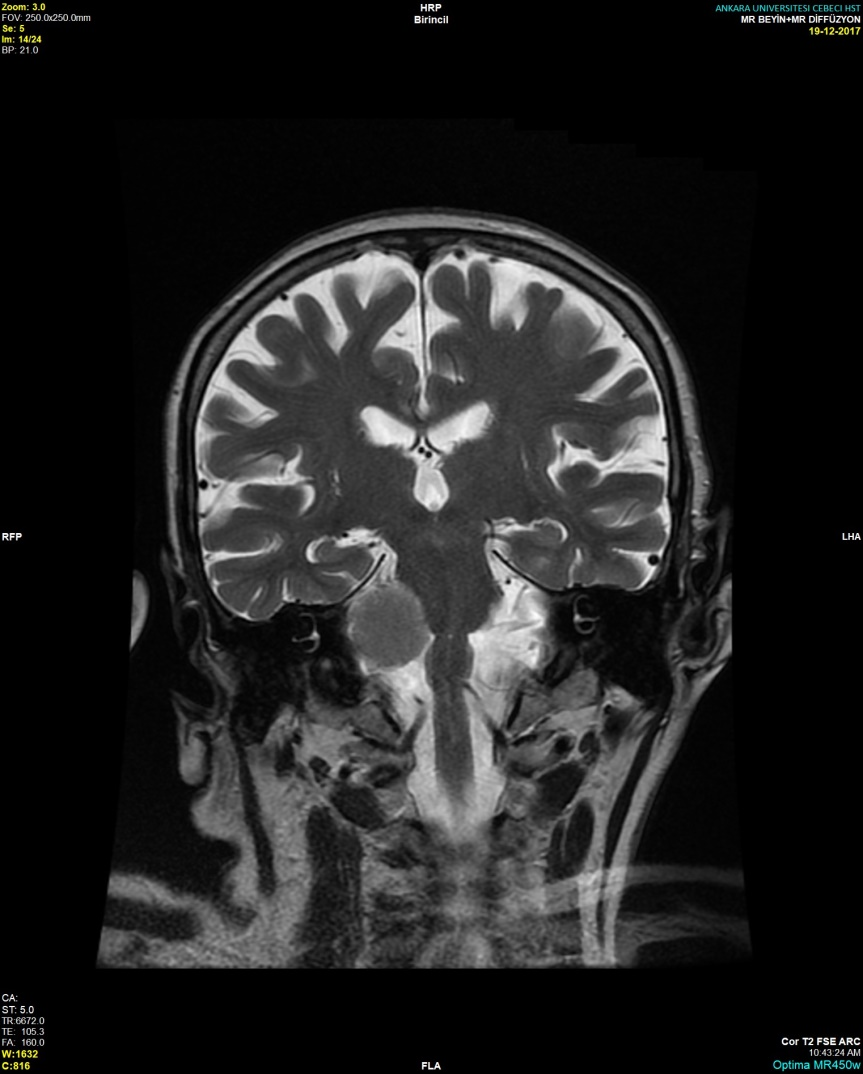 Zoom: 3.0
FOV: 250.0x250.0mm
Se: 5
Im: 14/24
BP: 21.0
HRP
Birincil
ANKARA UNIVERSITESI CEBECI HST
MR BEYİN+MR DİFFÜZYON
19-12-2017
RFP
LHA
CA:
ST: 5.0
TR:6672.0
TE: 105.3
FA: 160.0
W:1632
C:816
FLA
Cor T2 FSE ARC
10:43:24 AM
Optima MR450w